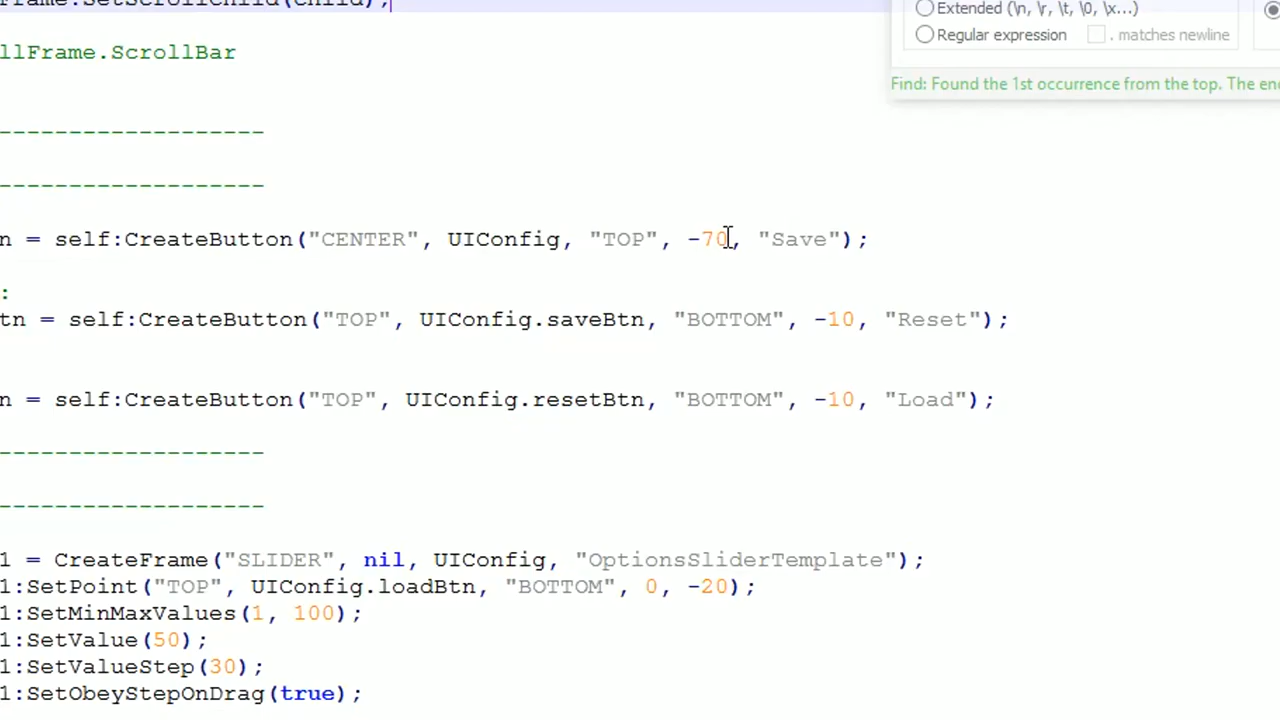 Frame:SetScrollChild(child);
Extended (\n, \r, \t, \0, \x...)
Regular expression
. matches newline
llFrame.ScrollBar
Find: Found the 1st occurrence from the top. The en
-------------------
-------------------
n = self:CreateButton("CENTER", UIConfig, "TOP", -70, "Save");
:
tn = self:CreateButton("TOP", UIConfig.saveBtn, "BOTTOM", -10, "Reset");
n = self:CreateButton("TOP", UIConfig.resetBtn, "BOTTOM", -10, "Load");
-------------------
-------------------
1 = CreateFrame("SLIDER", nil, UIConfig, "OptionsSliderTemplate");
1:SetPoint("TOP", UIConfig.loadBtn, "BOTTOM", 0, -20);
1:SetMinMaxValues(1, 100);
1:SetValue(50);
1:SetValueStep(30);
1:SetObeyStepOnDrag(true);